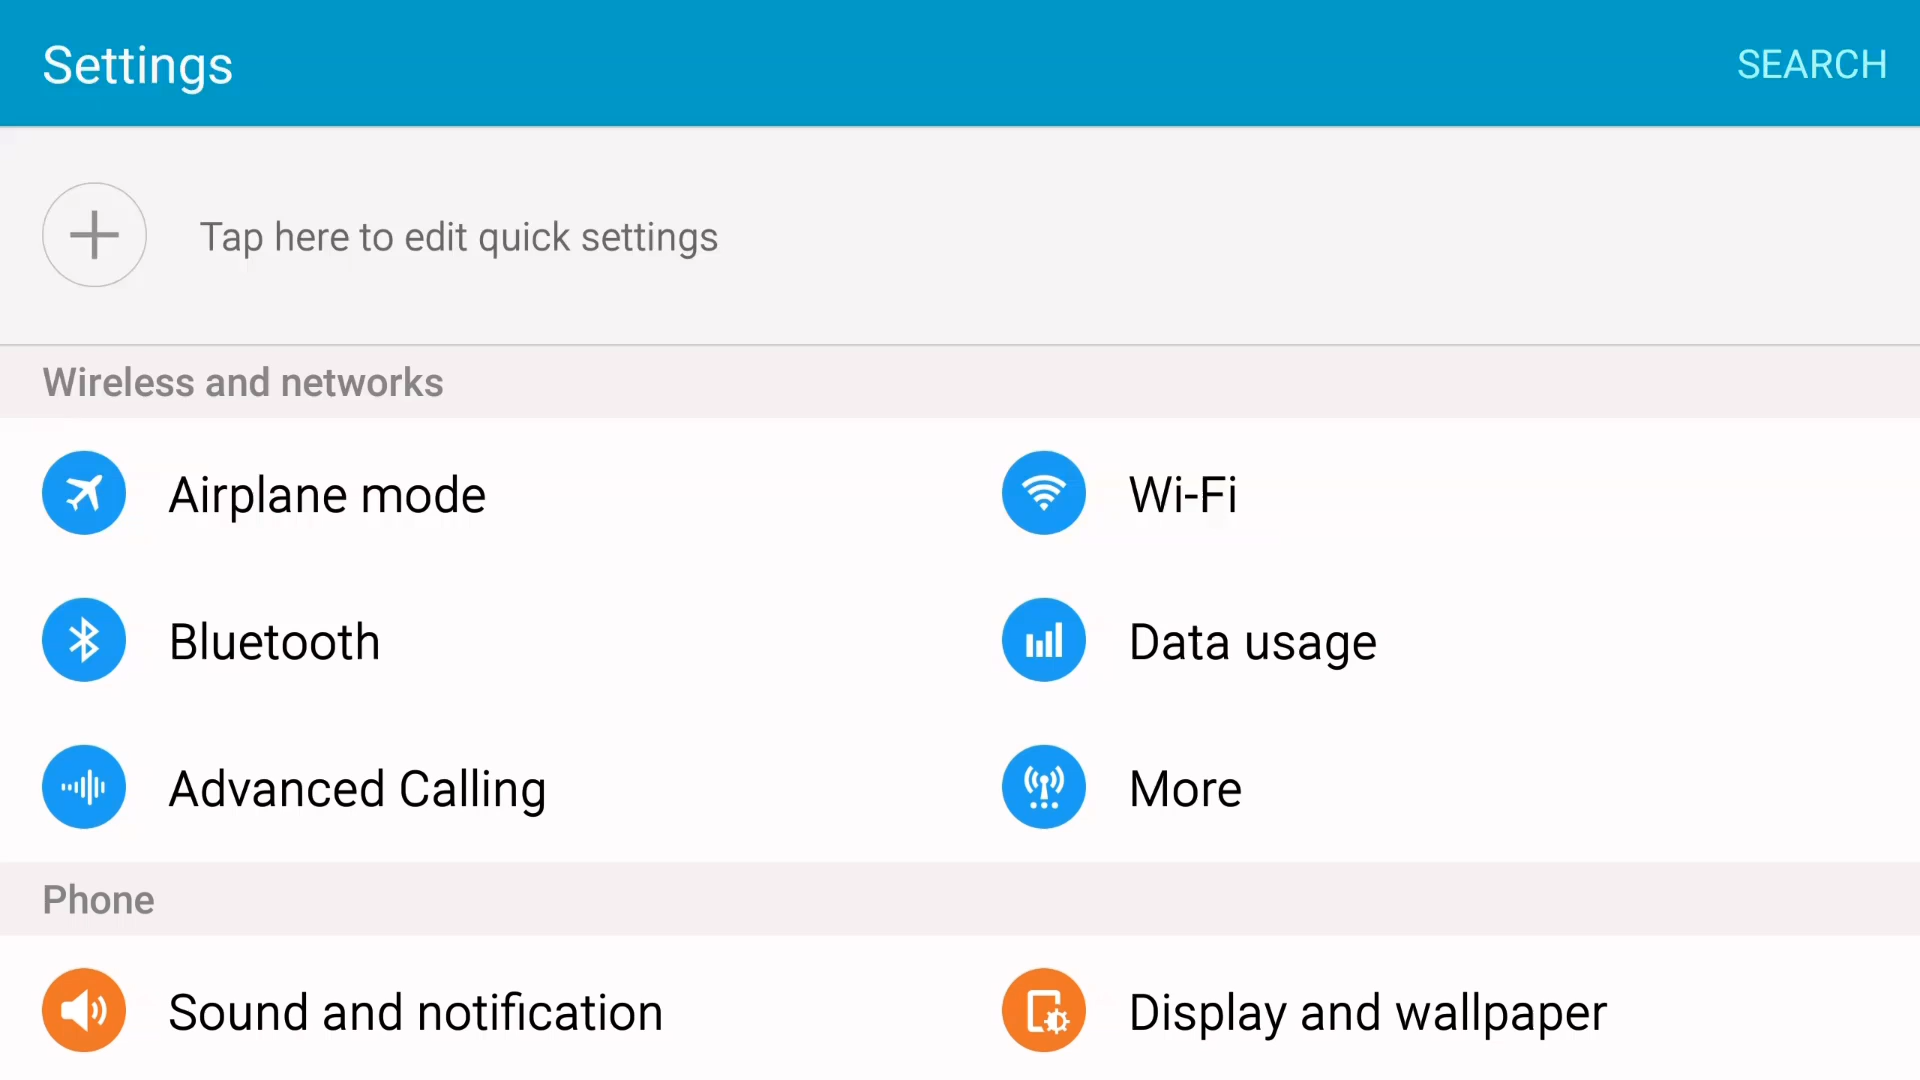 Settings
SEARCH
Tap here to edit quick settings
Wireless and networks
Airplane mode
Wi-Fi
Bluetooth
Data usage
Advanced Calling
More
Phone
Sound and notification
Display and wallpaper